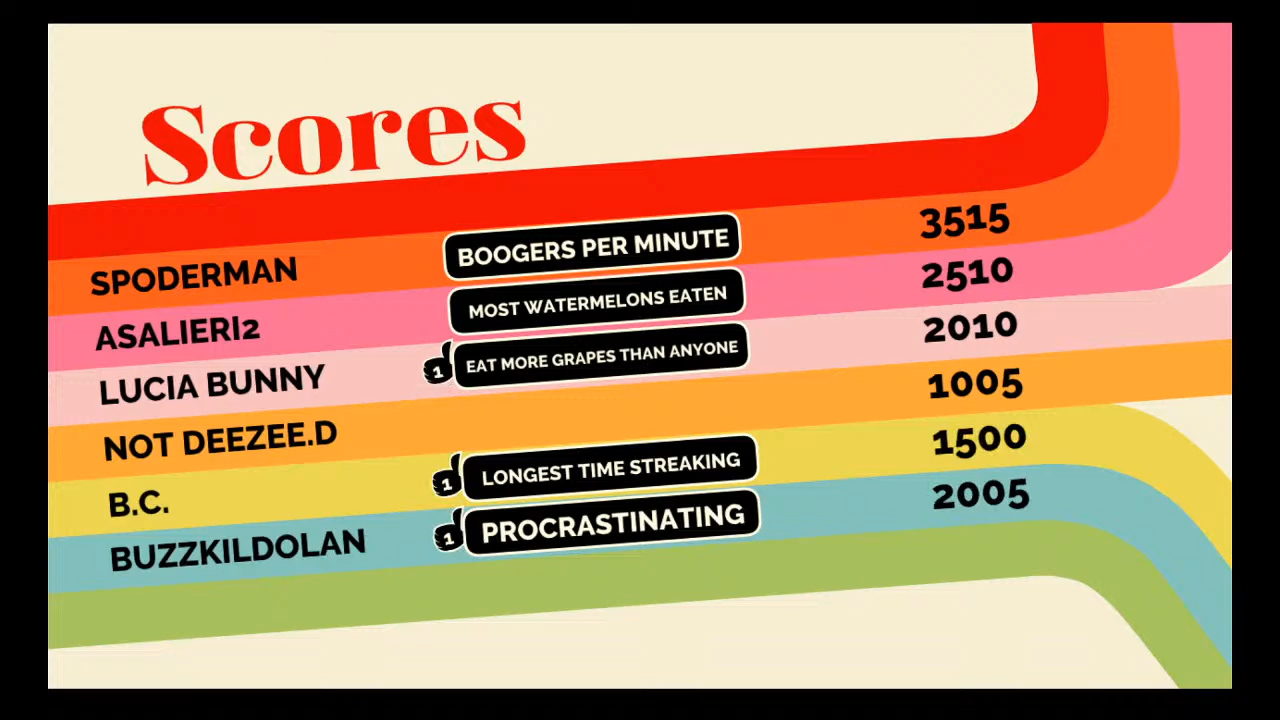 Scores
SPODERMAN BOOGERS PER MINUTE 3515
ASALIERI2 MOST WATERMELONS EATEN 2510
LUCIA BUNNY 1 EAT MORE GRAPES THAN ANYONE 2010
NOT DEEZEE.D 1005
B.C. 1 LONGEST TIME STREAKING 1500
BUZZKILDOLAN 1 PROCRASTINATING 2005